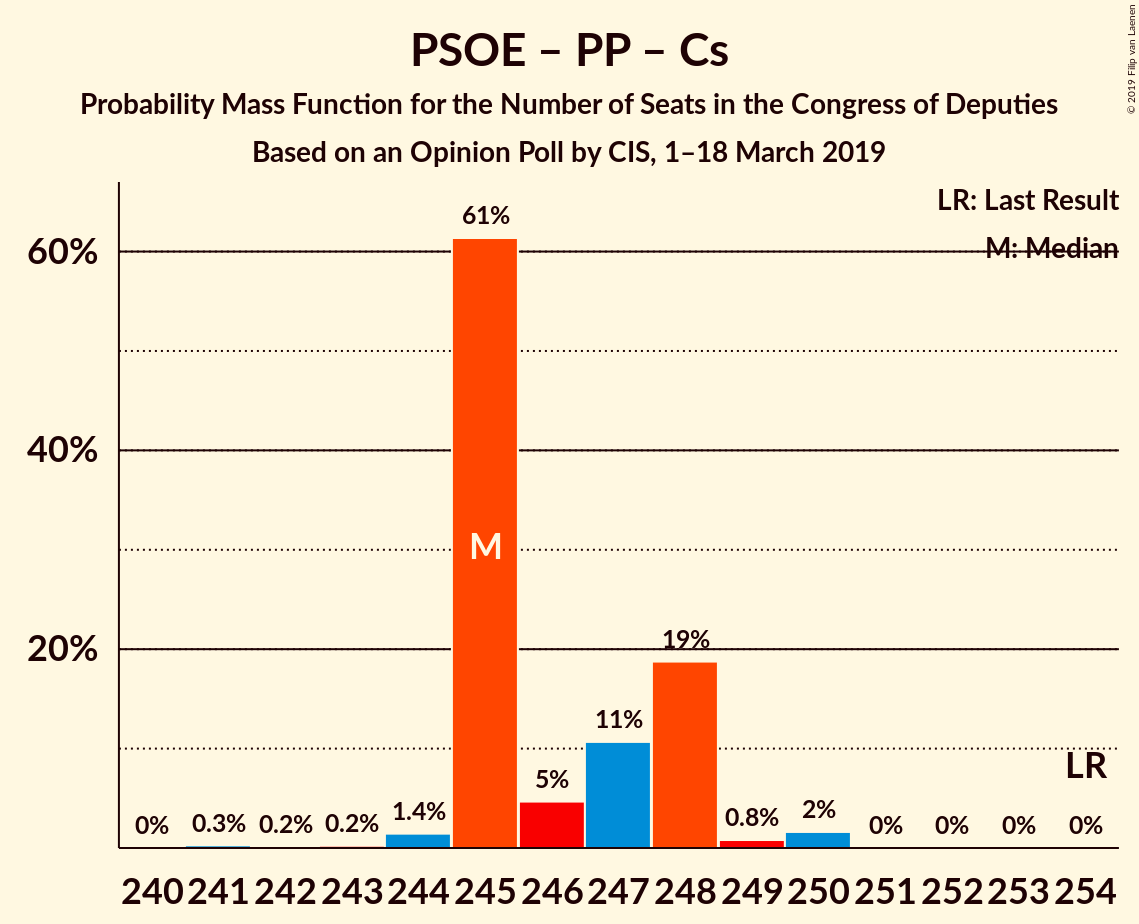 PSOE – PP – Cs
Probability Mass Function for the Number of Seats in the Congress of Deputies
Based on an Opinion Poll by CIS, 1–18 March 2019
© 2019 Filip van Laenen
LR: Last Result
M: Median
60%
40%
20%
0%
0.3%
0.2%
0.2%
1.4%
61%
5%
11%
19%
0.8%
2%
0%
0%
0%
0%
M
LR
240 241 242 243 244 245 246 247 248 249 250 251 252 253 254